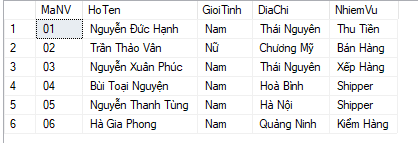 MaNV HoTen GioiTinh DiaChi NhiemVu
1 01 Nguyễn Đức Hạnh Nam Thái Nguyên Thu Tiền
2 02 Trần Thảo Vân Nữ Chương Mỹ Bán Hàng
3 03 Nguyễn Xuân Phúc Nam Thái Nguyên Xếp Hàng
4 04 Bùi Toại Nguyện Nam Hoà Bình Shipper
5 05 Nguyễn Thanh Tùng Nam Hà Nội Shipper
6 06 Hà Gia Phong Nam Quảng Ninh Kiểm Hàng